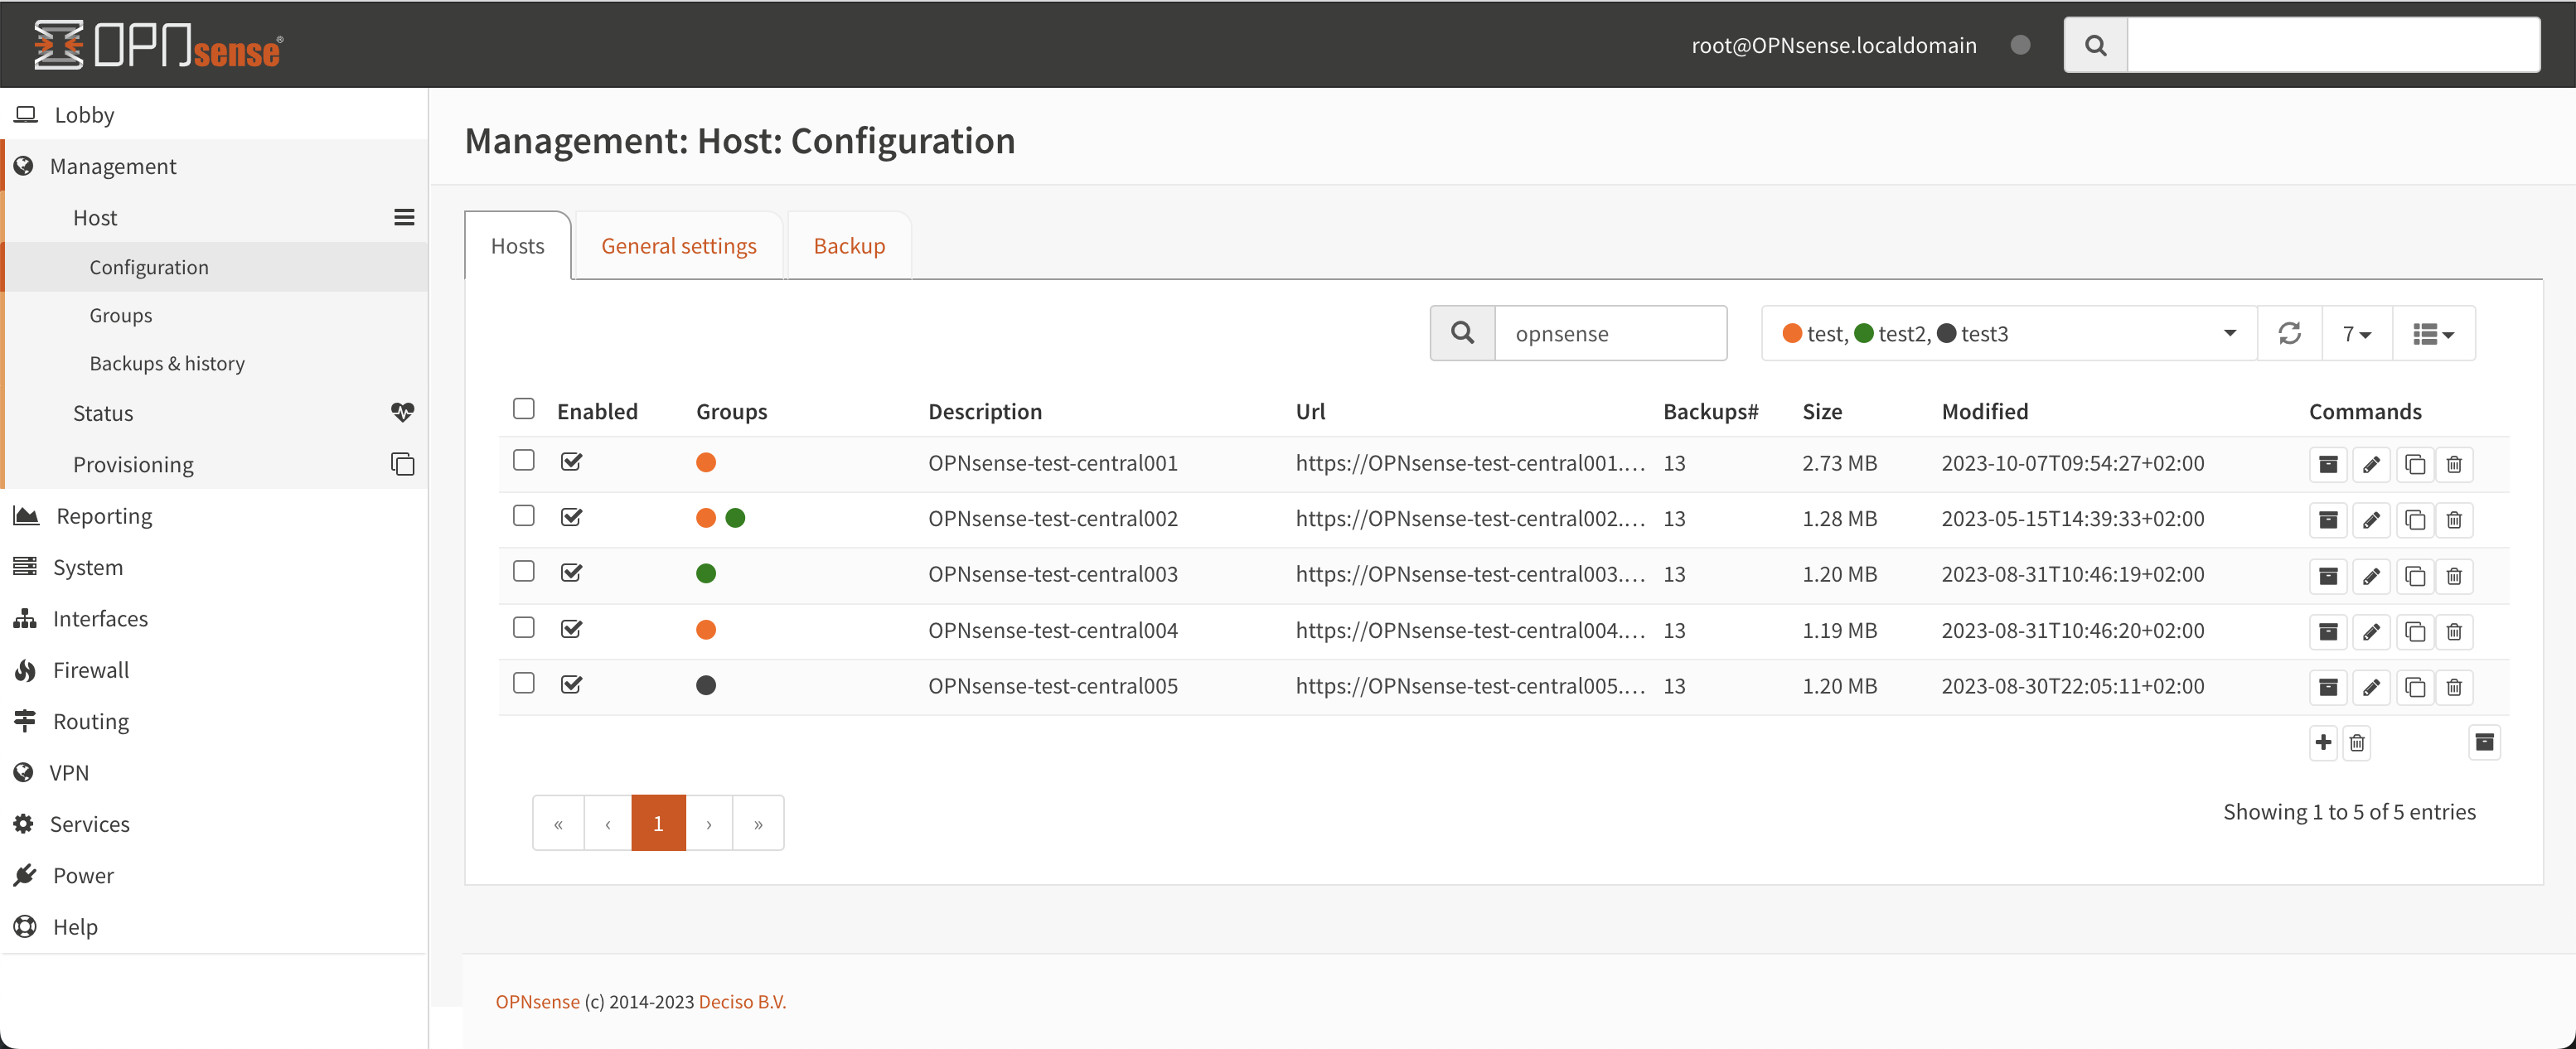 OPNsense®
root@OPNsense.localdomain
Lobby
Management
Host
Configuration
Groups
Backups & history
Status
Provisioning
Reporting
System
Interfaces
Firewall
Routing
VPN
Services
Power
Help
Management: Host: Configuration
Hosts General settings Backup
opnsense test, test2, test3 7
Enabled Groups Description Url Backups# Size Modified Commands
OPNsense-test-central001 https://OPNsense-test-central001.... 13 2.73 MB 2023-10-07T09:54:27+02:00
OPNsense-test-central002 https://OPNsense-test-central002.... 13 1.28 MB 2023-05-15T14:39:33+02:00
OPNsense-test-central003 https://OPNsense-test-central003.... 13 1.20 MB 2023-08-31T10:46:19+02:00
OPNsense-test-central004 https://OPNsense-test-central004.... 13 1.19 MB 2023-08-31T10:46:20+02:00
OPNsense-test-central005 https://OPNsense-test-central005.... 13 1.20 MB 2023-08-30T22:05:11+02:00
« ‹ 1 › »
Showing 1 to 5 of 5 entries
OPNsense (c) 2014-2023 Deciso B.V.